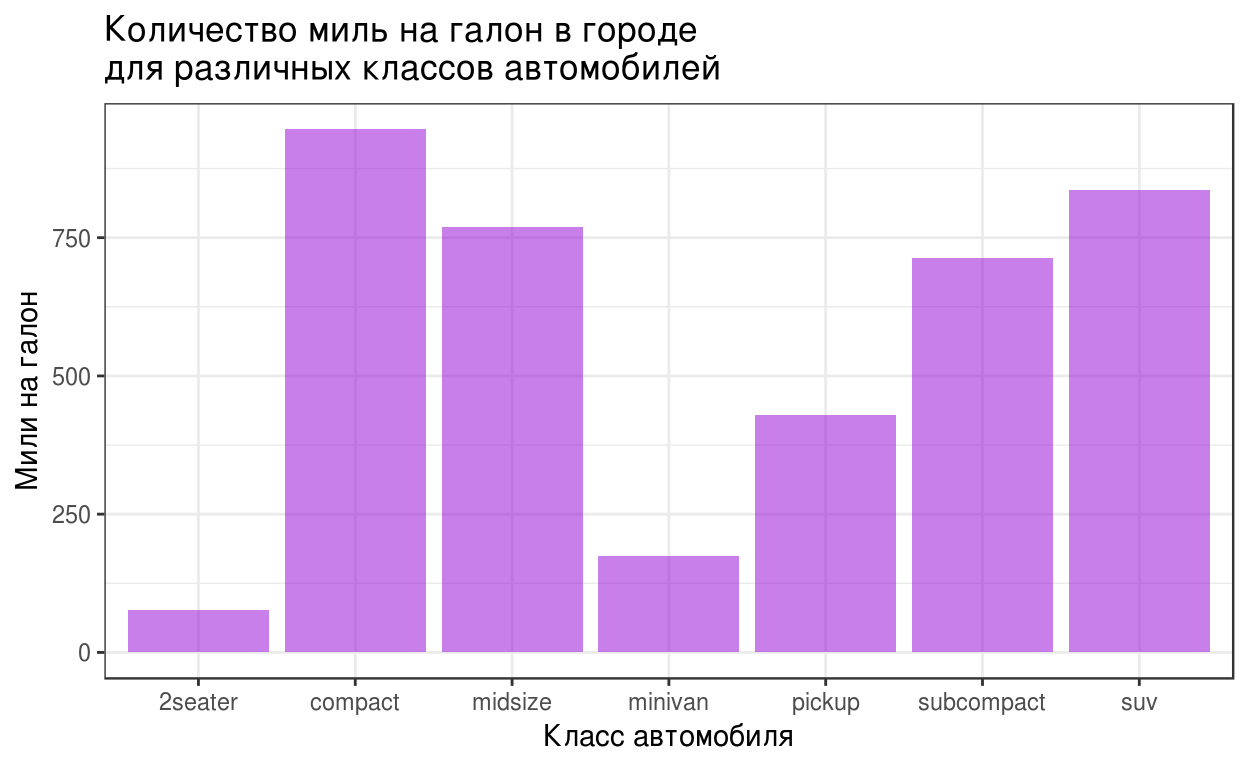 Количество миль на галон в городе
для различных классов автомобилей
Мили на галон
750
500
250
0
2seater
compact
midsize
minivan
pickup
subcompact
suv
Класс автомобиля